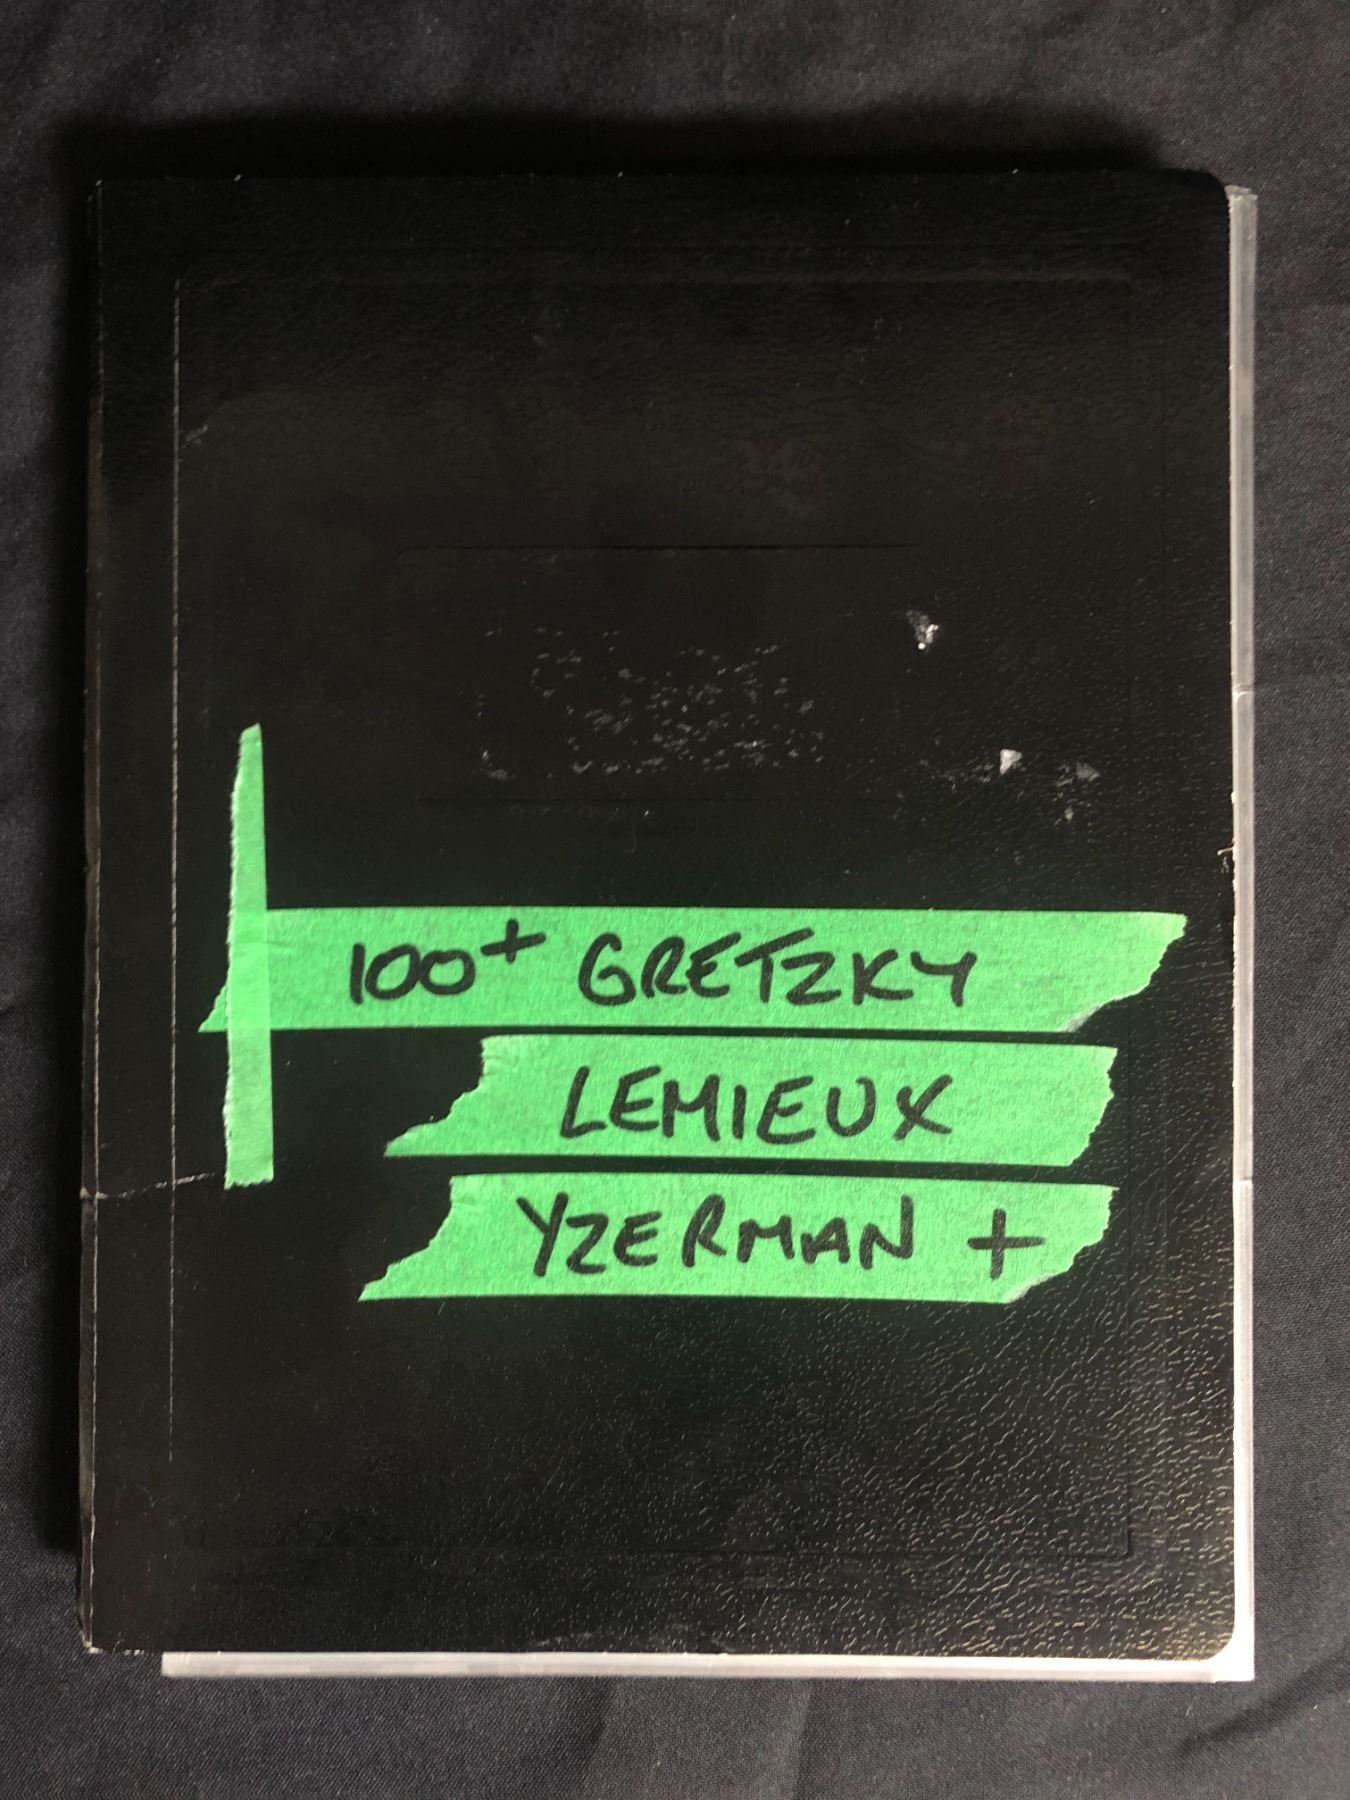 100+ GRETZKY
LEMIEUX
YZERMAN +